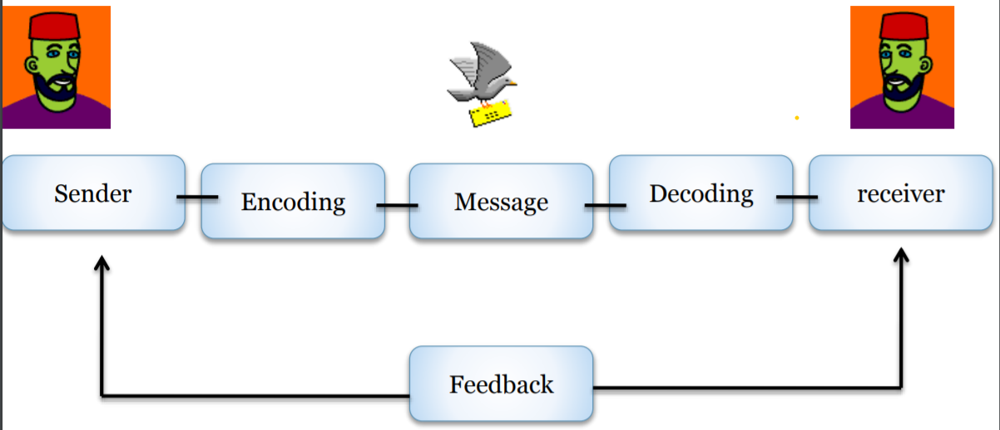 Sender
Encoding
Message
Decoding
receiver
Feedback